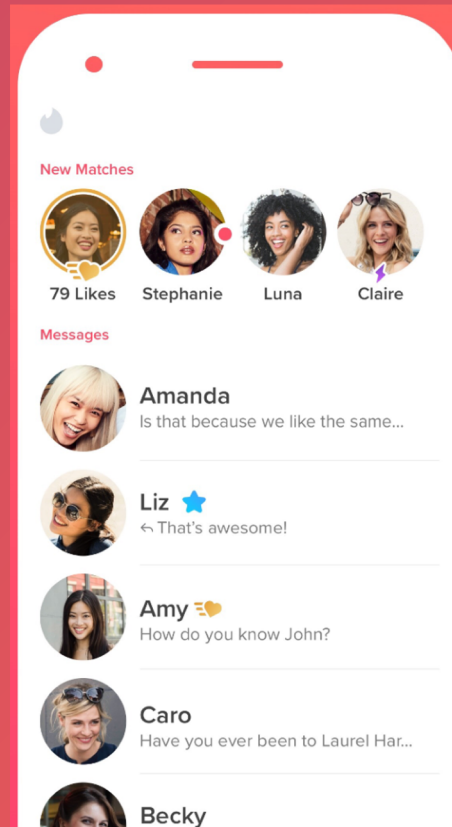 New Matches
79 Likes Stephanie Luna Claire
Messages
Amanda
Is that because we like the same...
Liz
That's awesome!
Amy
How do you know John?
Caro
Have you ever been to Laurel Har...
Becky